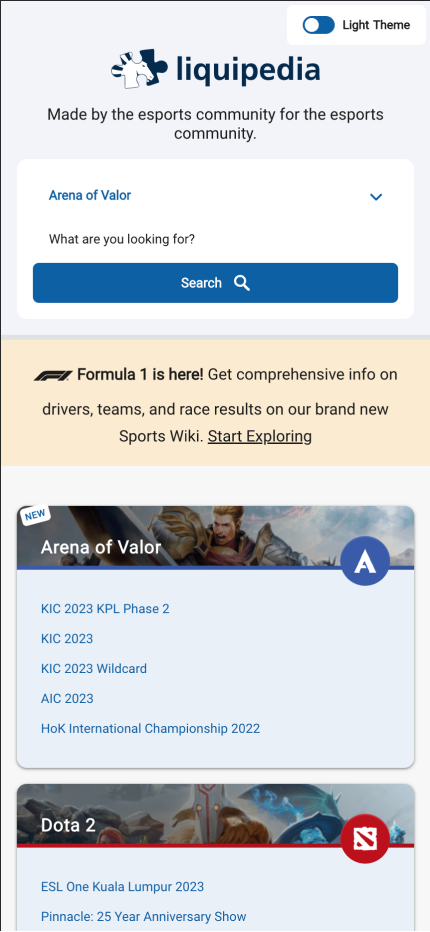 Light Theme
liquipedia
Made by the esports community for the esports
community.
Arena of Valor
What are you looking for?
Search
Formula 1 is here! Get comprehensive info on
drivers, teams, and race results on our brand new
Sports Wiki. Start Exploring
NEW
Arena of Valor
KIC 2023 KPL Phase 2
KIC 2023
KIC 2023 Wildcard
AIC 2023
HoK International Championship 2022
Dota 2
ESL One Kuala Lumpur 2023
Pinnacle: 25 Year Anniversary Show